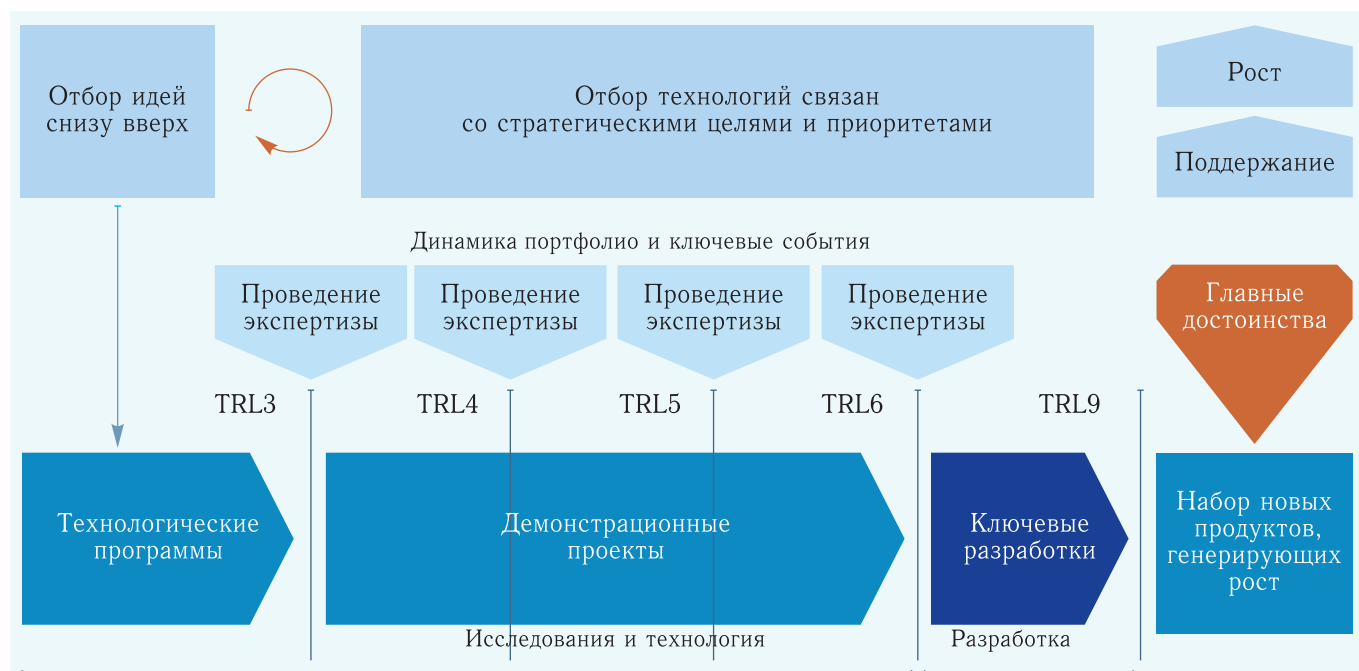 Отбор идей
снизу вверх
Отбор технологий связан
со стратегическими целями и приоритетами
Рост
Поддержание
Динамика портфолио и ключевые события
Проведение
экспертизы
Проведение
экспертизы
Проведение
экспертизы
Проведение
экспертизы
Главные
достоинства
TRL3
TRL4
TRL5
TRL6
TRL9
Технологические
программы
Демонстрационные
проекты
Ключевые
разработки
Набор новых
продуктов,
генерирующих
рост
Исследования и технология
Разработка